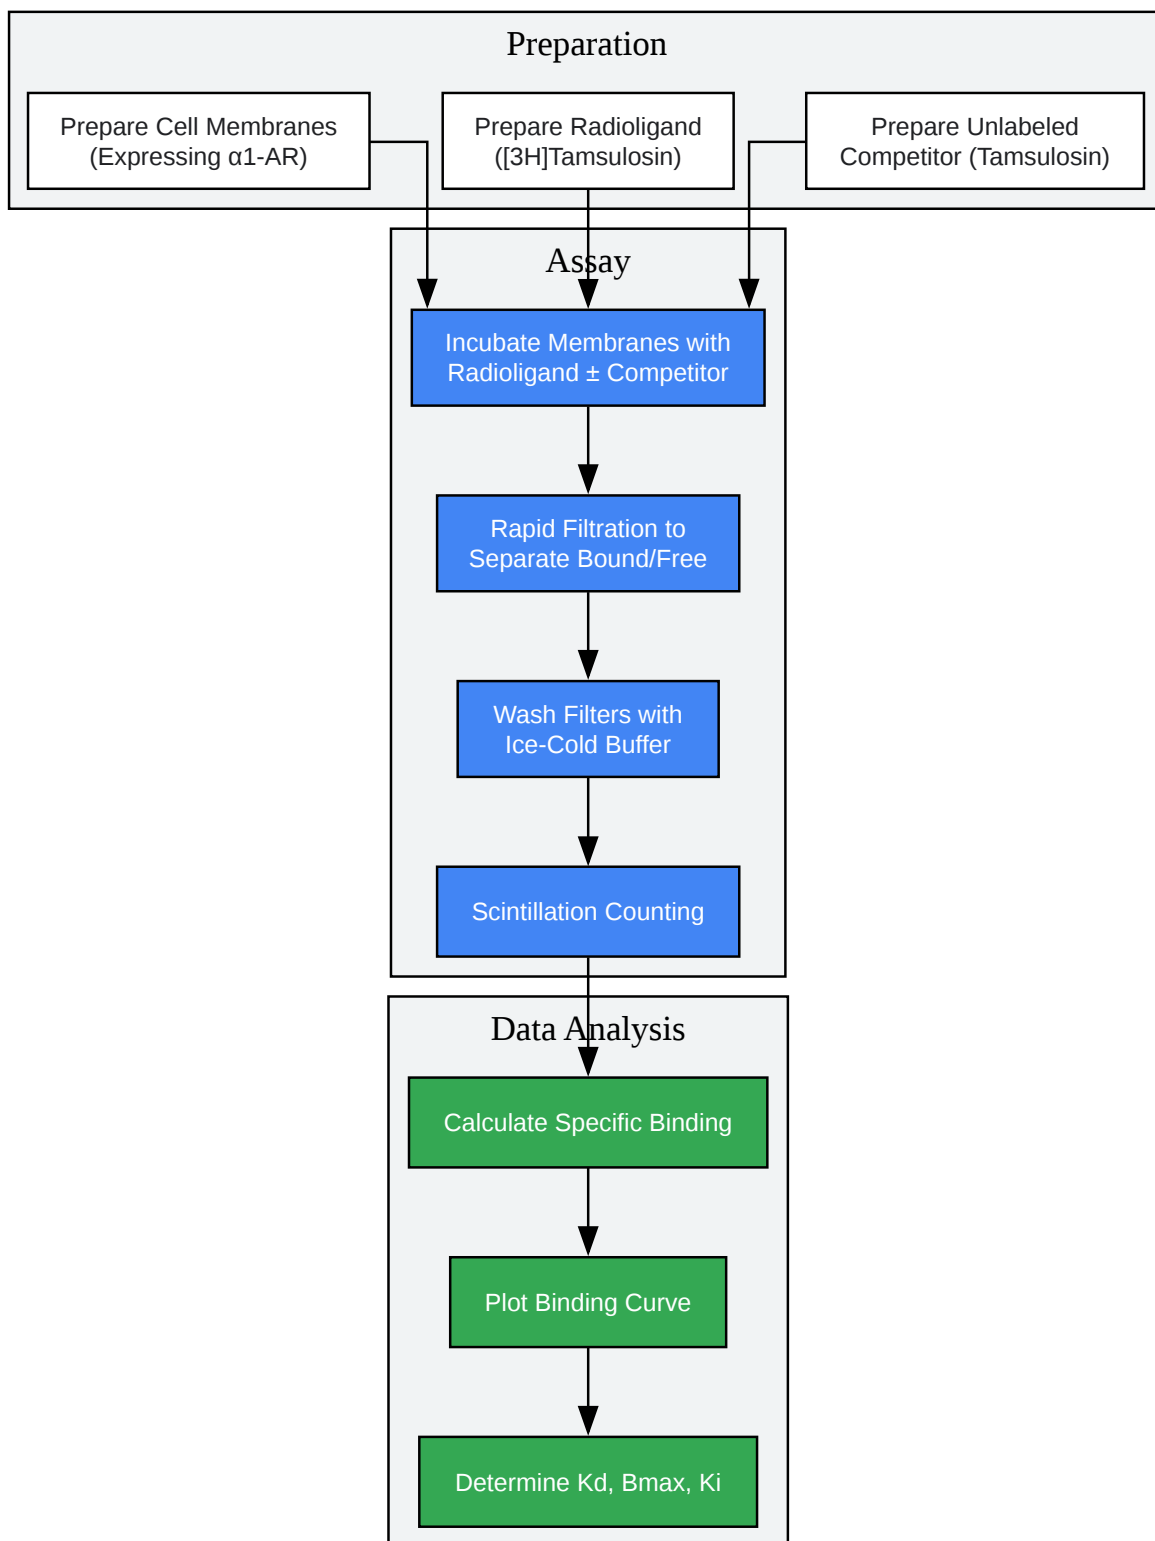 Preparation
Prepare Cell Membranes
(Expressing α1-AR)
Prepare Radioligand
([3H]Tamsulosin)
Prepare Unlabeled
Competitor (Tamsulosin)
Assay
Incubate Membranes with
Radioligand ± Competitor
Rapid Filtration to
Separate Bound/Free
Wash Filters with
Ice-Cold Buffer
Scintillation Counting
Data Analysis
Calculate Specific Binding
Plot Binding Curve
Determine Kd, Bmax, Ki